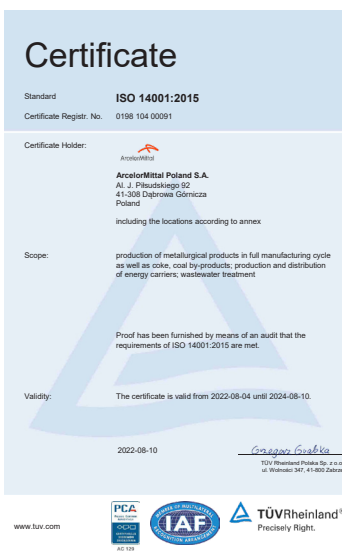 Certificate
Standard ISO 14001:2015
Certificate Registr. No. 0198 104 00091
Certificate Holder:
ArcelorMittal
ArcelorMittal Poland S.A.
Al. J. Piłsudskiego 92
41-308 Dąbrowa Górnicza
Poland
including the locations according to annex
Scope: production of metallurgical products in full manufacturing cycle
as well as coke, coal by-products; production and distribution
of energy carriers; wastewater treatment
Proof has been furnished by means of an audit that the
requirements of ISO 14001:2015 are met.
Validity: The certificate is valid from 2022-08-04 until 2024-08-10.
2022-08-10
TÜV Rheinland Polska Sp. z o.o
ul. Wolności 347, 41-800 Zabrze
www.tuv.com
PCA
AC 129
MEMBER OF MULTILATERAL
IAF
RECOGNITION ARRANGEMENT
TÜVRheinland®
Precisely Right.